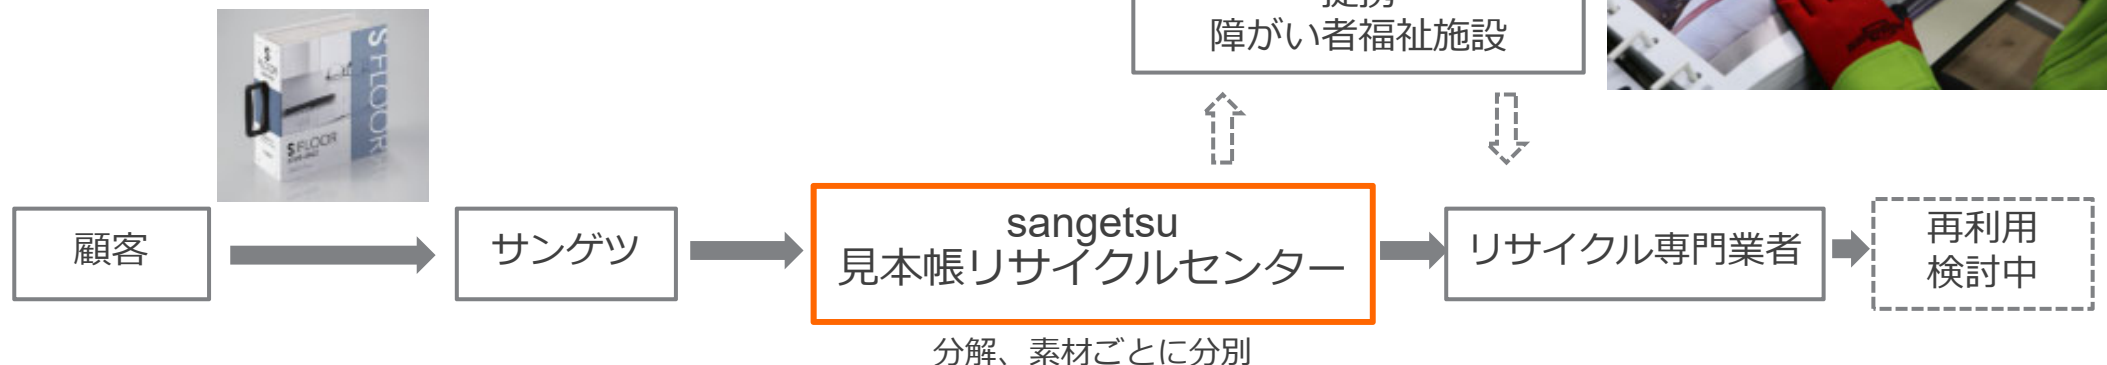 提携
障がい者福祉施設
S FLOOR
S FLOOR
顧客
サンゲツ
sangetsu
見本帳リサイクルセンター
リサイクル専門業者
再利用
検討中
分解、素材ごとに分別